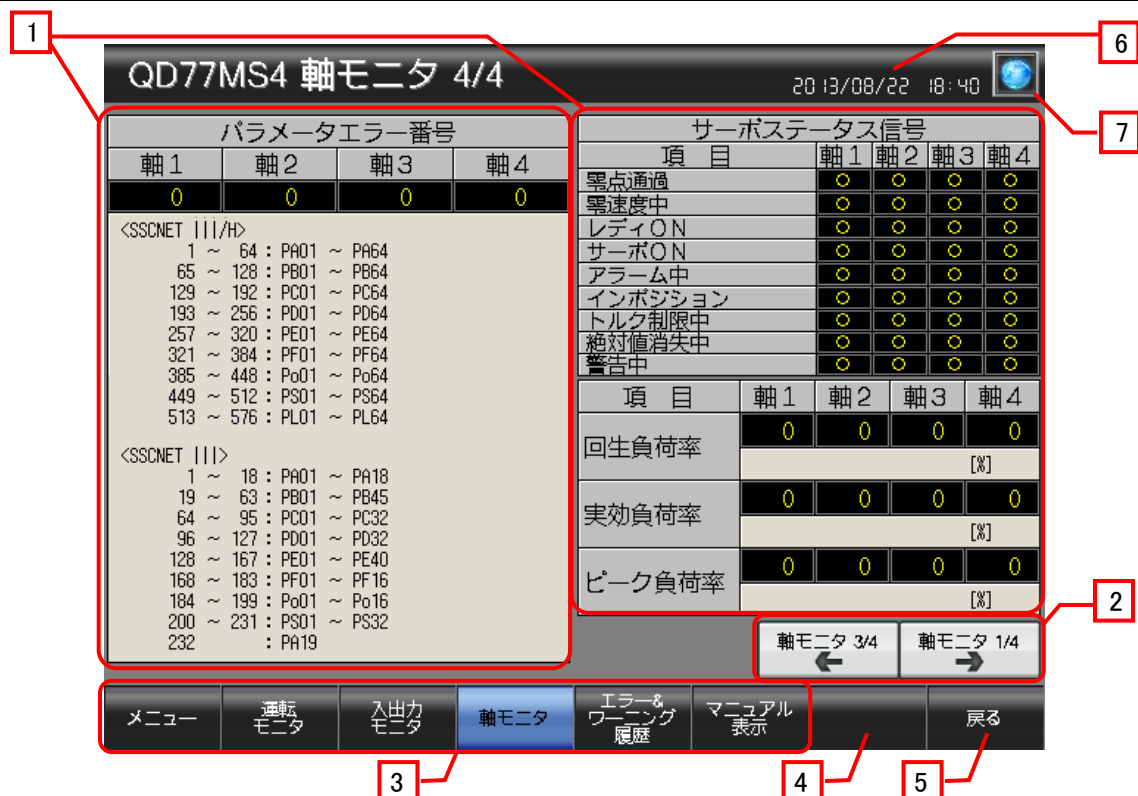 1
6
QD77MS4 軸モニタ 4/4
2013/08/22 18:40
7
パラメータエラー番号
軸1 軸2 軸3 軸4
0 0 0 0
<SSCNET |||/H>
1 ~ 64 : PA01 ~ PA64
65 ~ 128 : PB01 ~ PB64
129 ~ 192 : PC01 ~ PC64
193 ~ 256 : PD01 ~ PD64
257 ~ 320 : PE01 ~ PE64
321 ~ 384 : PF01 ~ PF64
385 ~ 448 : Po01 ~ Po64
449 ~ 512 : PS01 ~ PS64
513 ~ 576 : PL01 ~ PL64
<SSCNET |||>
1 ~ 18 : PA01 ~ PA18
19 ~ 63 : PB01 ~ PB45
64 ~ 95 : PC01 ~ PC32
96 ~ 127 : PD01 ~ PD32
128 ~ 167 : PE01 ~ PE40
168 ~ 183 : PF01 ~ PF16
184 ~ 199 : Po01 ~ Po16
200 ~ 231 : PS01 ~ PS32
232 : PA19
サーボステータス信号
項 目 軸1 軸2 軸3 軸4
零点通過 ○ ○ ○ ○
零速度中 ○ ○ ○ ○
レディON ○ ○ ○ ○
サーボON ○ ○ ○ ○
アラーム中 ○ ○ ○ ○
インポジション ○ ○ ○ ○
トルク制限中 ○ ○ ○ ○
絶対値消失中 ○ ○ ○ ○
警告中 ○ ○ ○ ○
項 目 軸1 軸2 軸3 軸4
回生負荷率 0 0 0 0
[%]
実効負荷率 0 0 0 0
[%]
ピーク負荷率 0 0 0 0
[%]
2
軸モニタ 3/4
軸モニタ 1/4
メニュー
運転
モニタ
入出力
モニタ
軸モニタ
エラー&
ワーニング
履歴
マニュアル
表示
戻る
3
4
5